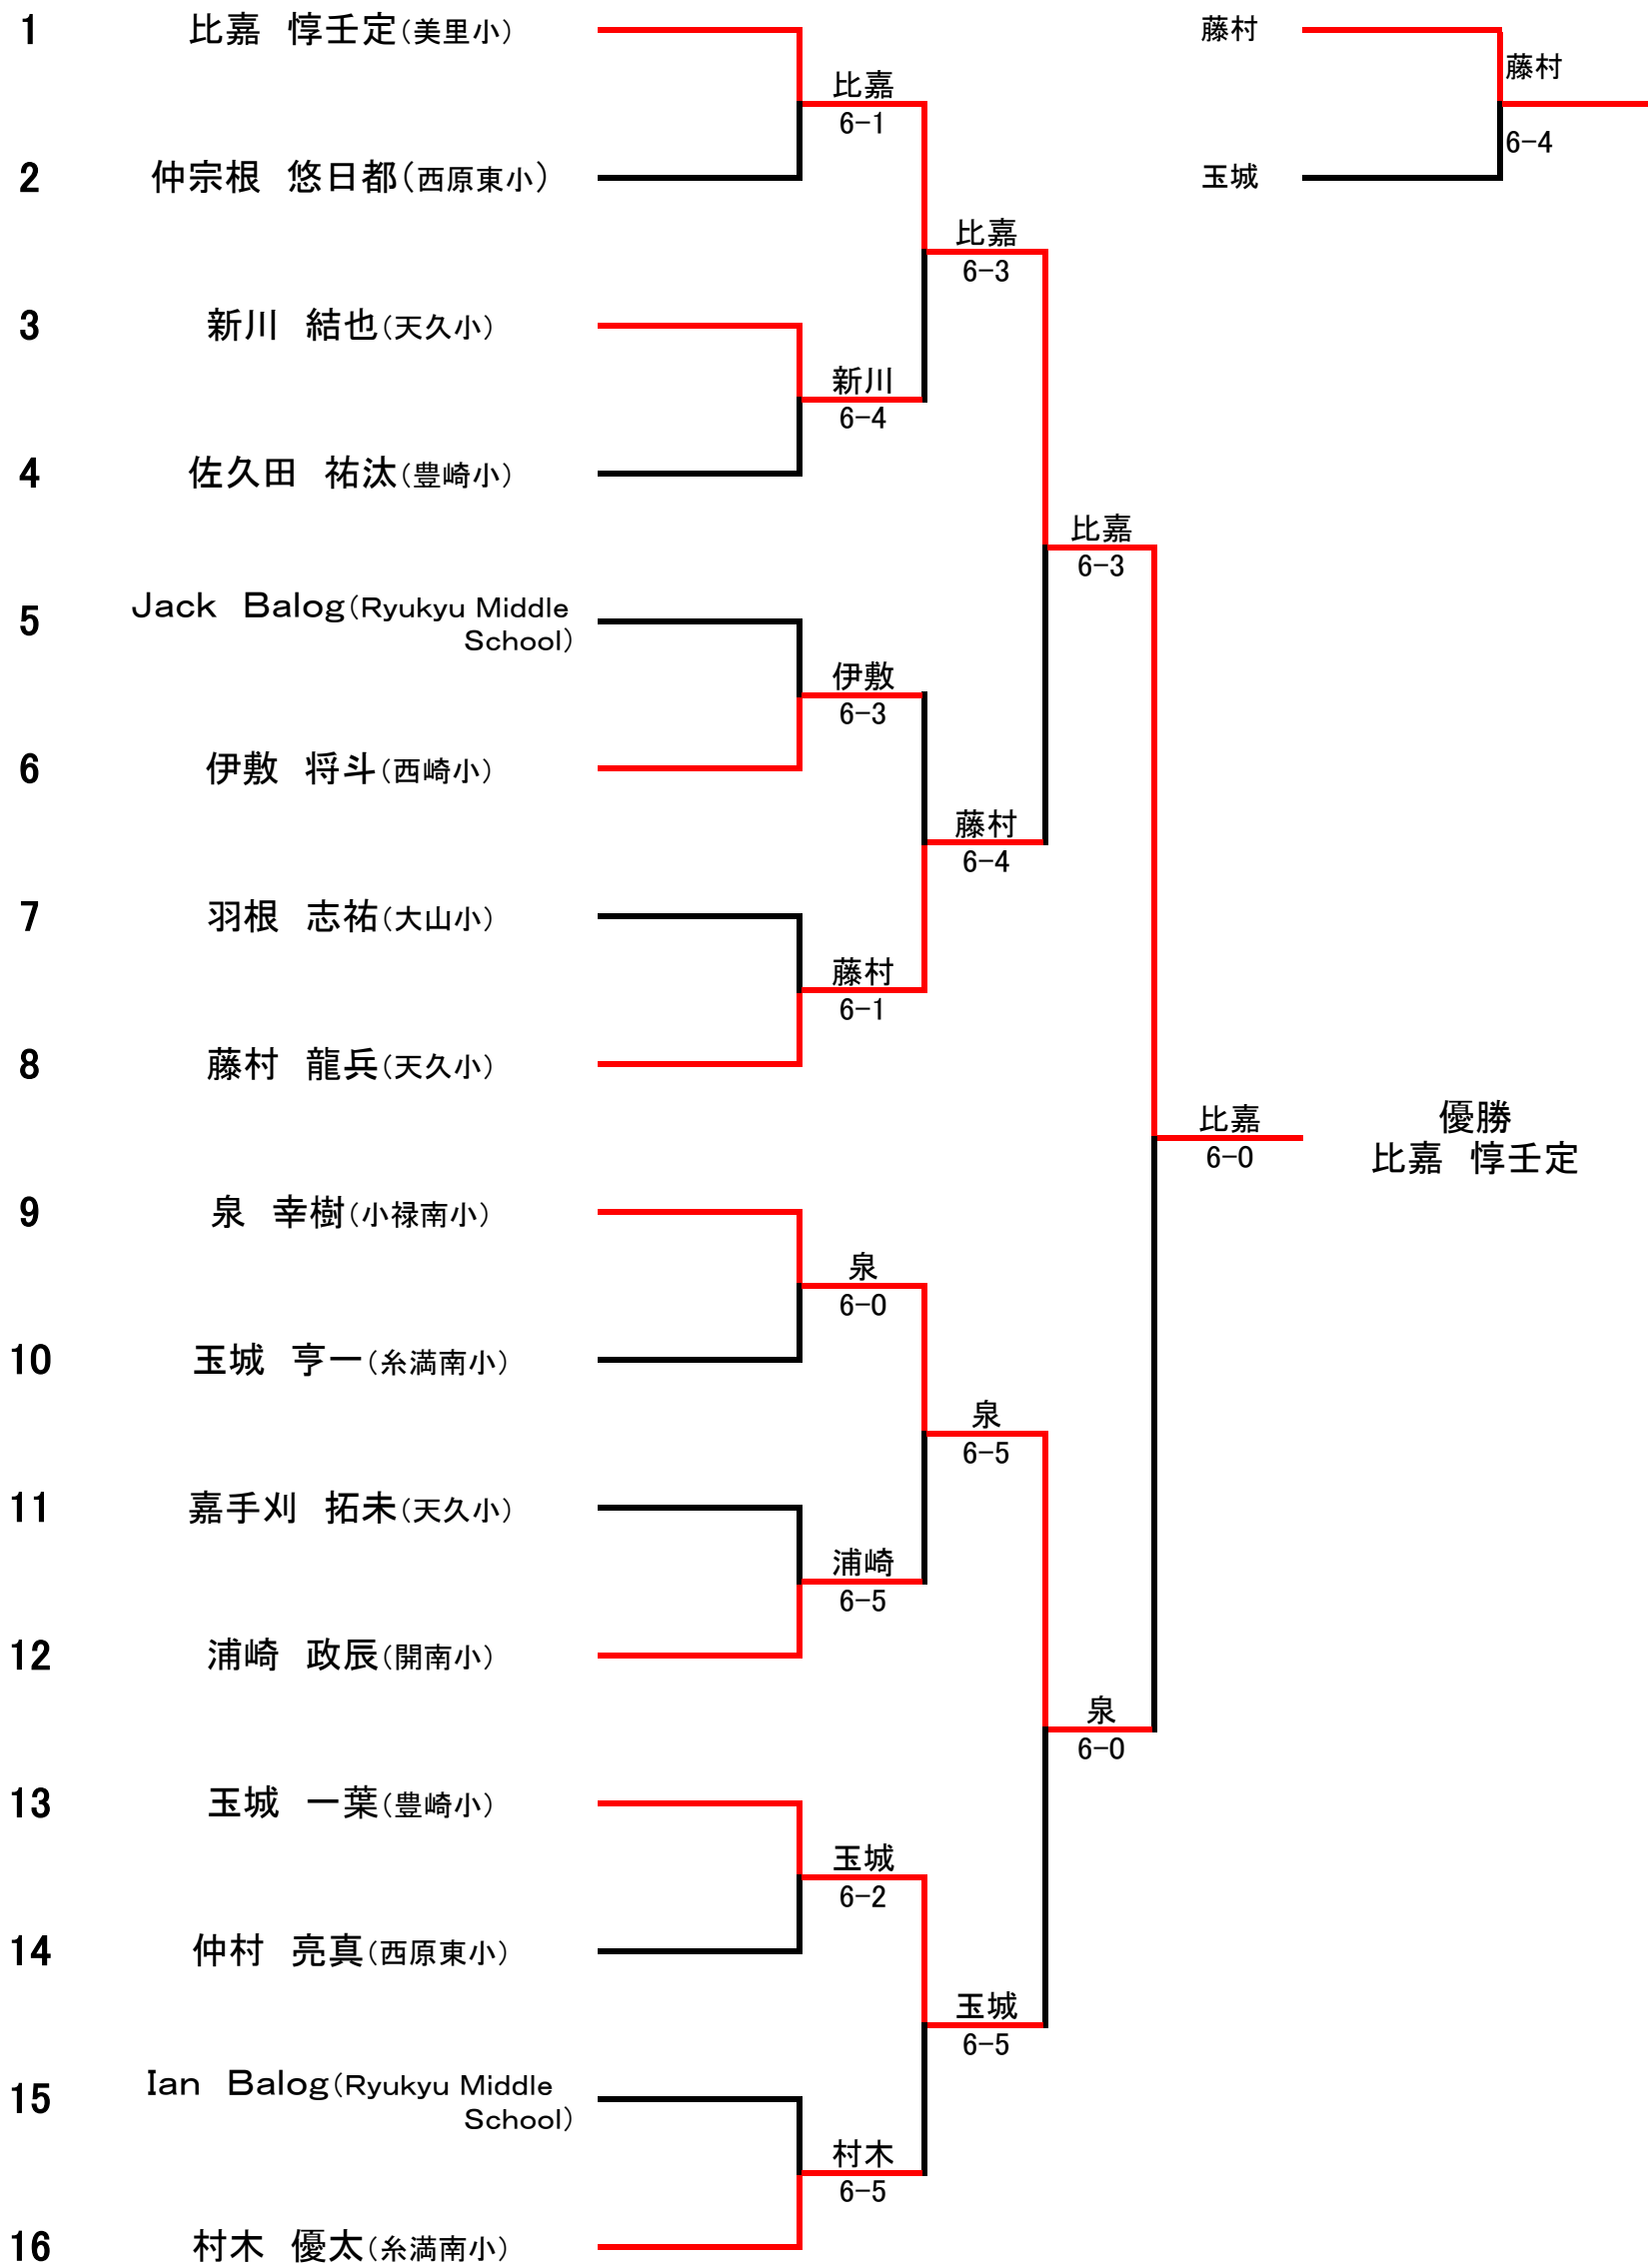 1 比嘉 惇壬定(美里小)
2 仲宗根 悠日都(西原東小)
3 新川 結也(天久小)
4 佐久田 祐汰(豊崎小)
5 Jack Balog(Ryukyu Middle
School)
6 伊敷 将斗(西崎小)
7 羽根 志祐(大山小)
8 藤村 龍兵(天久小)
9 泉 幸樹(小禄南小)
10 玉城 亨一(糸満南小)
11 嘉手刈 拓未(天久小)
12 浦崎 政辰(開南小)
13 玉城 一葉(豊崎小)
14 仲村 亮真(西原東小)
15 Ian Balog(Ryukyu Middle
School)
16 村木 優太(糸満南小)
比嘉
6-1
新川
6-4
伊敷
6-3
藤村
6-1
泉
6-0
浦崎
6-5
玉城
6-2
村木
6-5
比嘉
6-3
藤村
6-4
泉
6-5
玉城
6-5
比嘉
6-3
泉
6-0
比嘉
6-0
優勝
比嘉 惇壬定
藤村
玉城
藤村
6-4